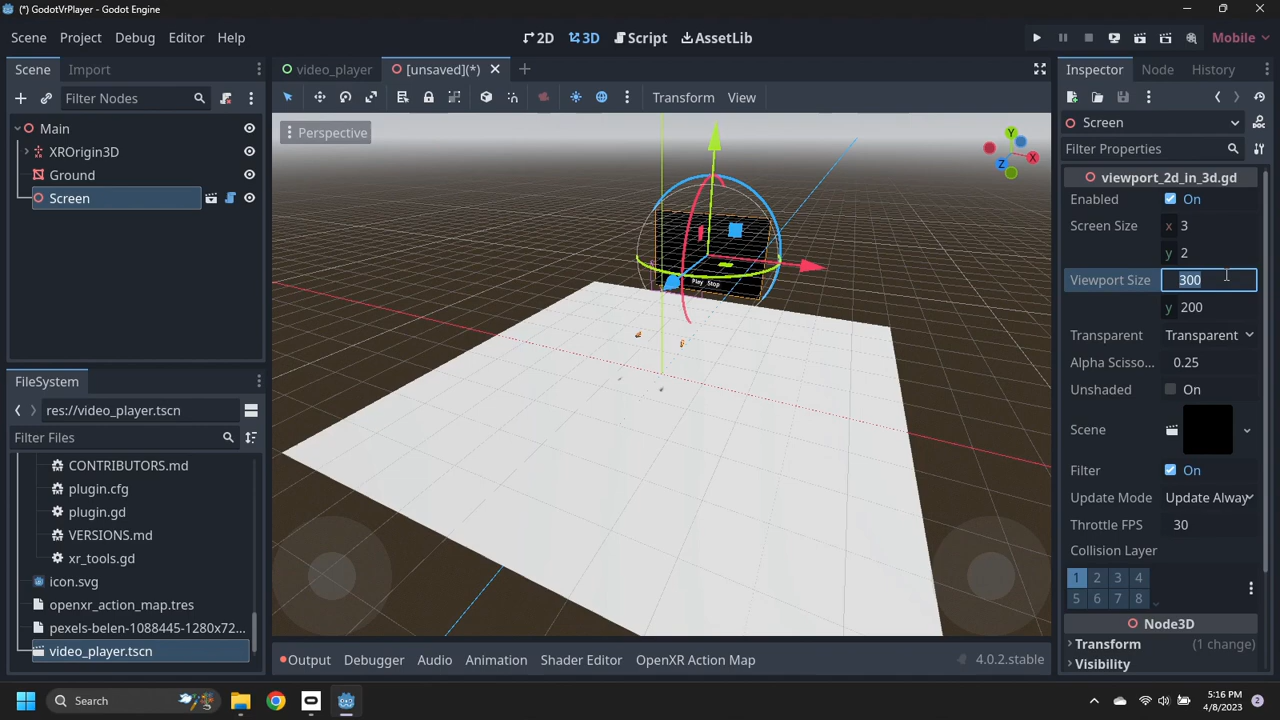 (*) GodotVrPlayer - Godot Engine
Scene Project Debug Editor Help
2D 3D Script AssetLib
Mobile
Scene Import
video_player [unsaved](*)
Inspector Node History
Filter Nodes
Transform View
Screen
Filter Properties
Main
XROrigin3D
Ground
Screen
Perspective
Y
X
Z
viewport_2d_in_3d.gd
Enabled On
Screen Size x 3
y 2
Viewport Size 300
y 200
Transparent Transparent
Alpha Scisso... 0.25
Unshaded On
Scene
Filter On
Update Mode Update Alway
Throttle FPS 30
Collision Layer
1 2 3 4
5 6 7 8
Node3D
Transform (1 change)
Visibility
Play Stop
FileSystem
res://video_player.tscn
Filter Files
CONTRIBUTORS.md
plugin.cfg
plugin.gd
VERSIONS.md
xr_tools.gd
icon.svg
openxr_action_map.tres
pexels-belen-1088445-1280x72...
video_player.tscn
Output Debugger Audio Animation Shader Editor OpenXR Action Map
4.0.2.stable
Search
5:16 PM
4/8/2023
2